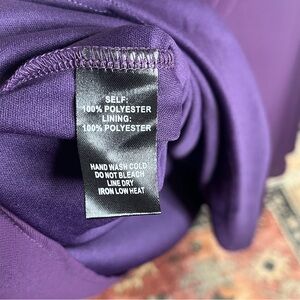 SELF:
100% POLYESTER
LINING:
100% POLYESTER
HAND WASH COLD
DO NOT BLEACH
LINE DRY
IRON LOW HEAT